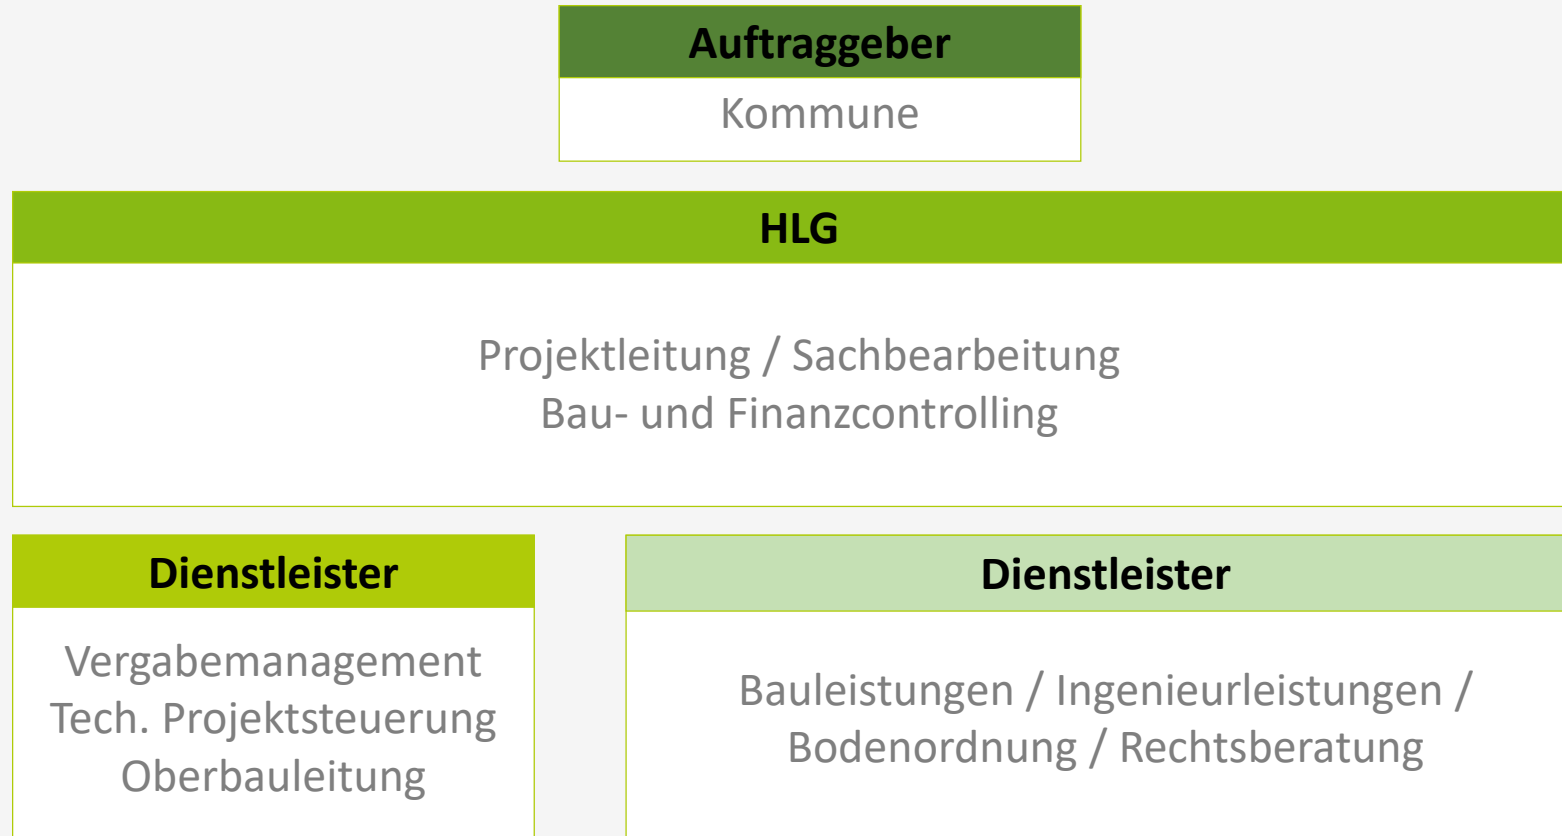 Auftraggeber
Kommune
HLG
Projektleitung / Sachbearbeitung
Bau- und Finanzcontrolling
Dienstleister
Vergabemanagement
Tech. Projektsteuerung
Oberbauleitung
Dienstleister
Bauleistungen / Ingenieurleistungen /
Bodenordnung / Rechtsberatung